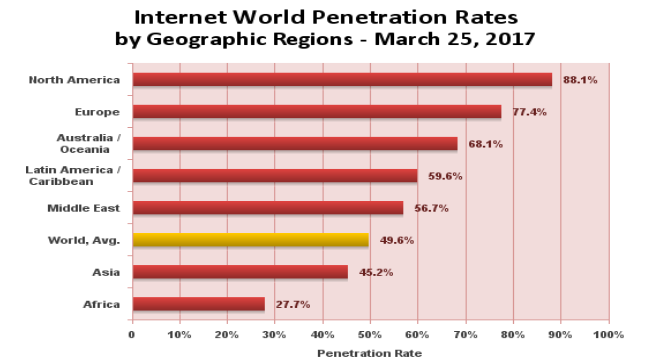 Internet World Penetration Rates
by Geographic Regions - March 25, 2017
North America
88.1%
Europe
77.4%
Australia /
Oceania
68.1%
Latin America /
Caribbean
59.6%
Middle East
56.7%
World, Avg.
49.6%
Asia
45.2%
Africa
27.7%
0 10% 20% 30% 40% 50% 60% 70% 80% 90% 100%
Penetration Rate